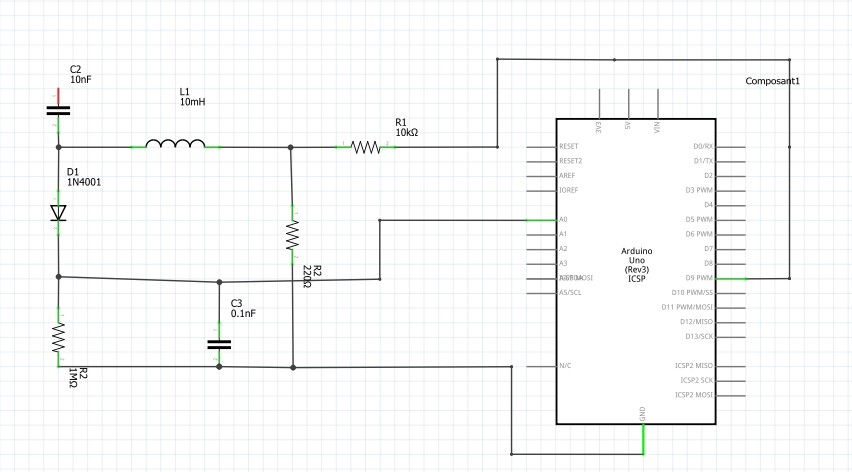 C2
10nF
L1
10mH
R1
10kΩ
D1
1N4001
R2
220Ω
C3
0.1nF
R2
1MΩ
Composant1
3V3
5V
VIN
RESET
RESET2
AREF
IOREF
A0
A1
A2
A3
A5/SCL
N/C
Arduino
Uno
(Rev3)
ICSP
D0/RX
D1/TX
D2
D3 PWM
D4
D5 PWM
D6 PWM
D7
D8
D9 PWM
D10 PWM/SS
D11 PWM/MOSI
D12/MISO
D13/SCK
ICSP2 MISO
ICSP2 SCK
ICSP2 MOSI
GND